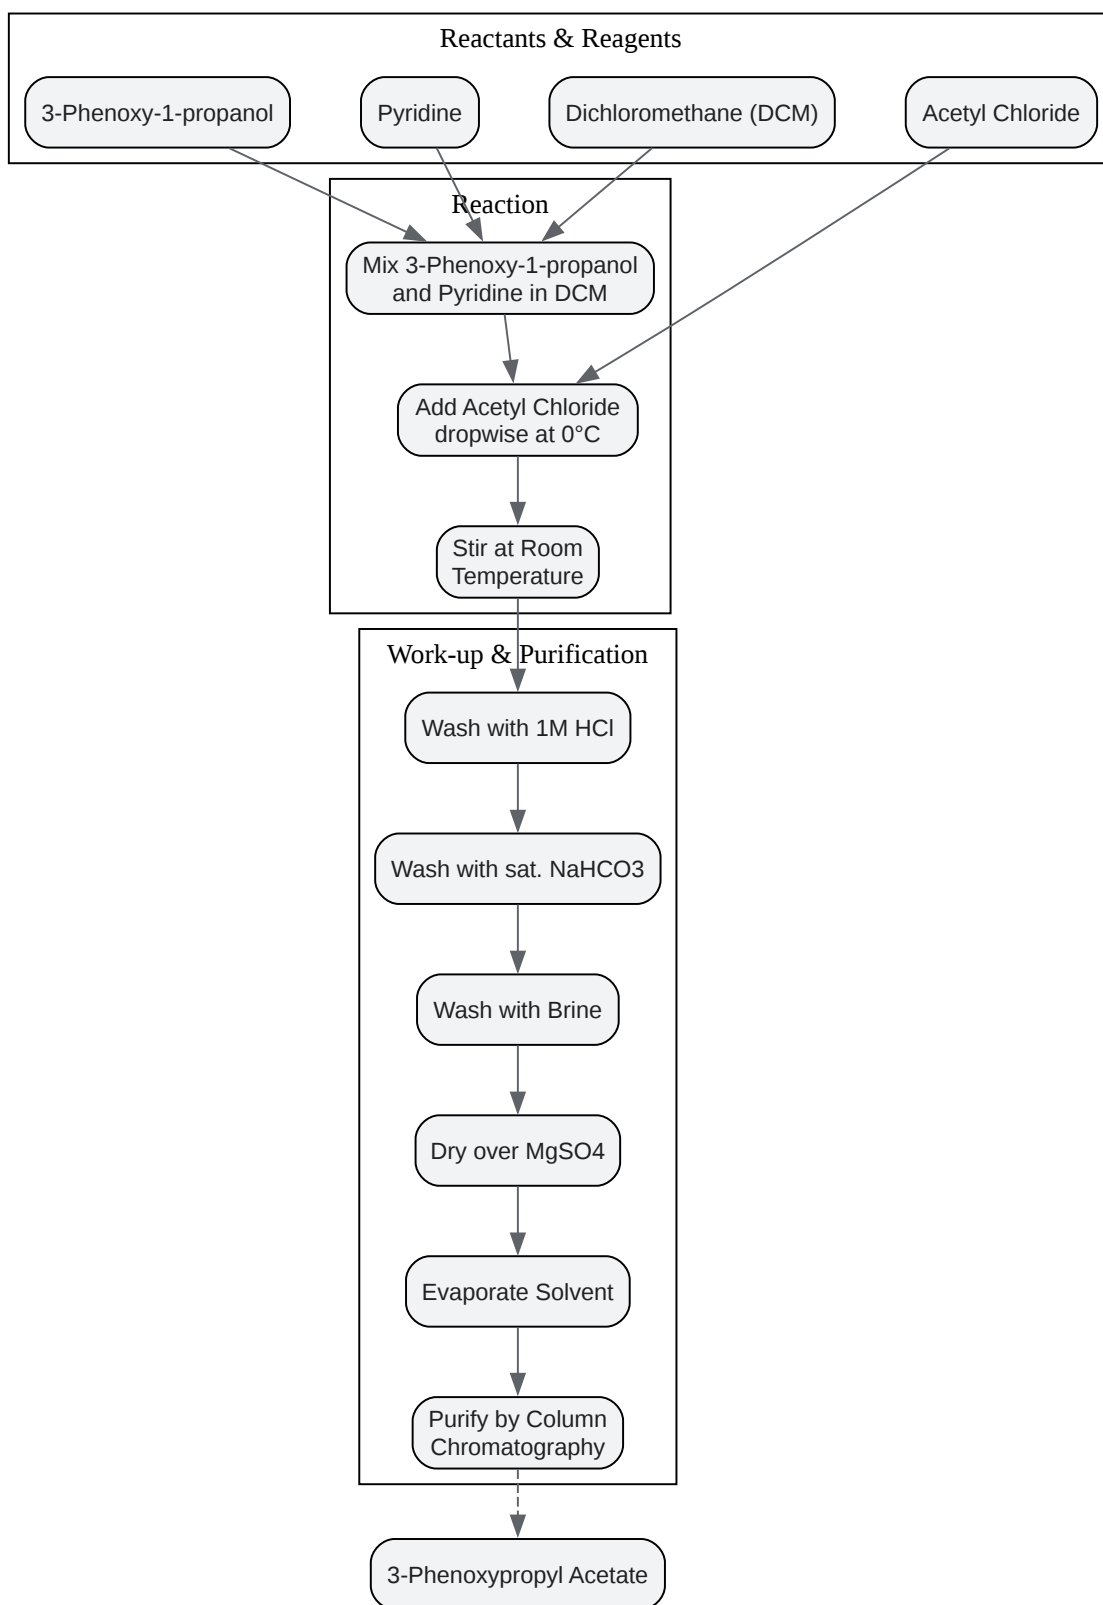 Reactants & Reagents
3-Phenoxy-1-propanol
Pyridine
Dichloromethane (DCM)
Acetyl Chloride
Reaction
Mix 3-Phenoxy-1-propanol
and Pyridine in DCM
Add Acetyl Chloride
dropwise at 0°C
Stir at Room
Temperature
Work-up & Purification
Wash with 1M HCl
Wash with sat. NaHCO3
Wash with Brine
Dry over MgSO4
Evaporate Solvent
Purify by Column
Chromatography
3-Phenoxypropyl Acetate